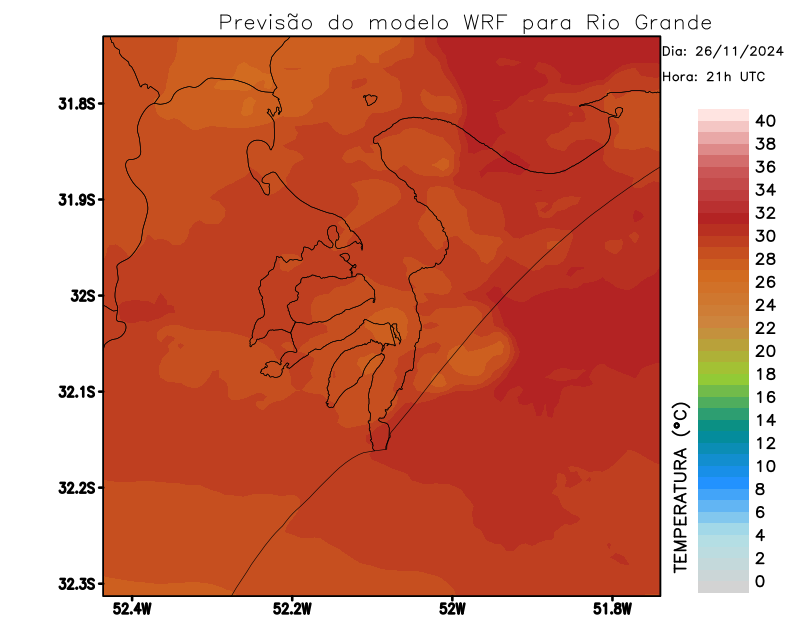 Previsão do modelo WRF para Rio Grande
Dia: 26/11/2024
Hora: 21h UTC
31.8S
31.9S
32S
32.1S
32.2S
32.3S
52.4W
52.2W
52W
51.8W
TEMPERATURA (°C)
40
38
36
34
32
30
28
26
24
22
20
18
16
14
12
10
8
6
4
2
0